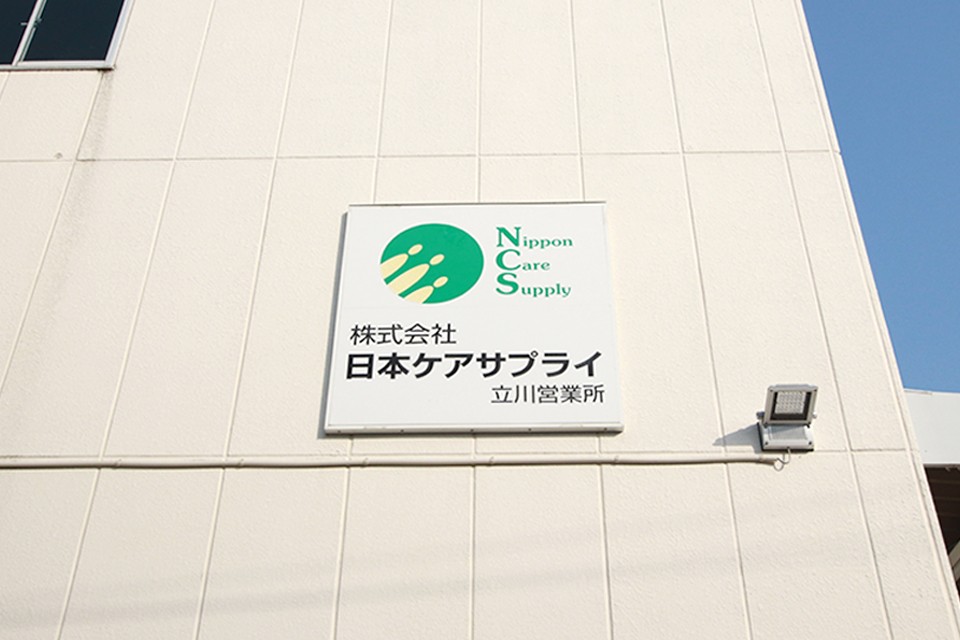 Nippon
Care
Supply
株式会社
日本ケアサプライ
立川営業所